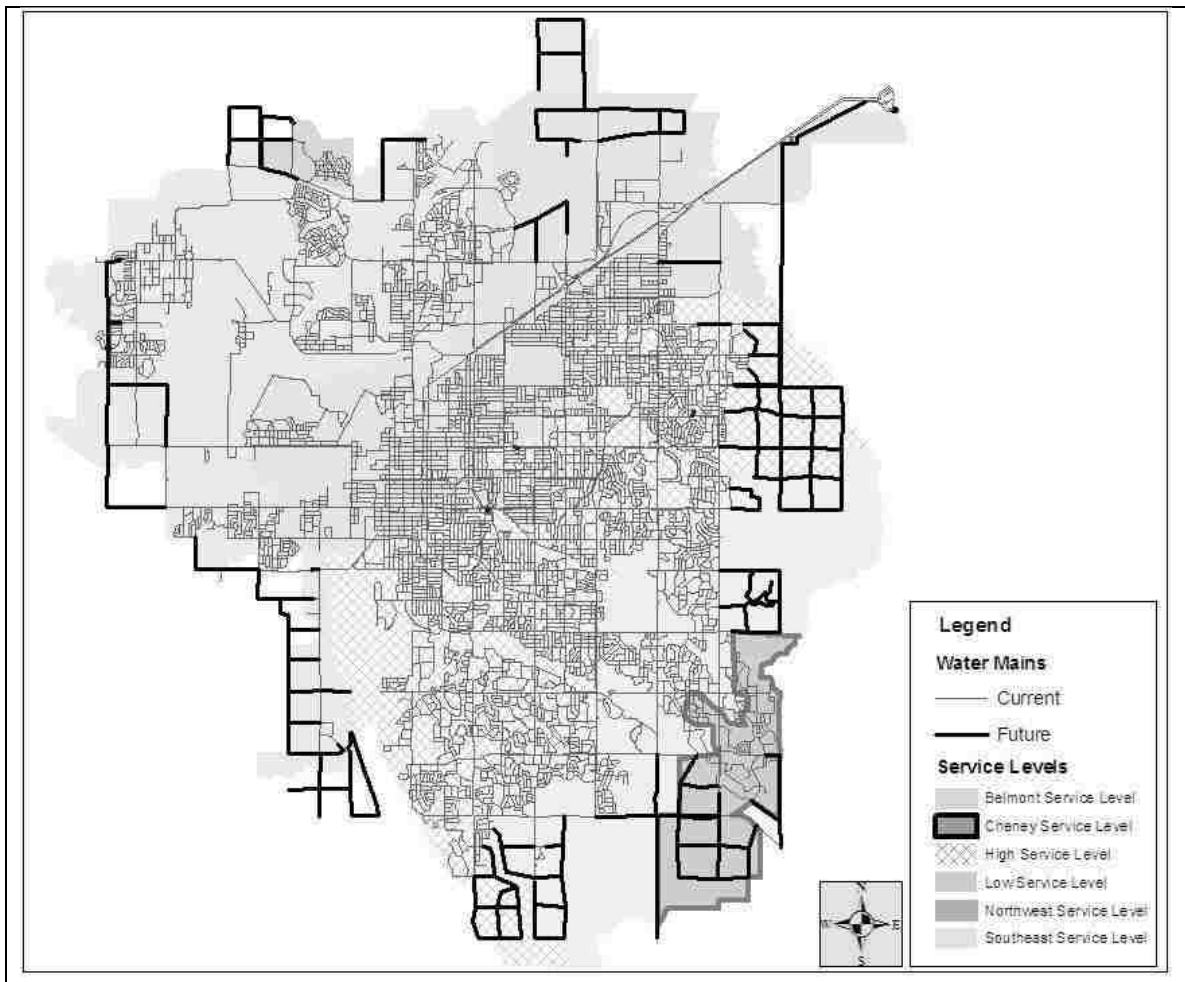 Legend
Water Mains
Current
Future
Service Levels
Belmont Service Level
Cheney Service Level
High Service Level
Low Service Level
Northwest Service Level
Southeast Service Level
N
W E
S